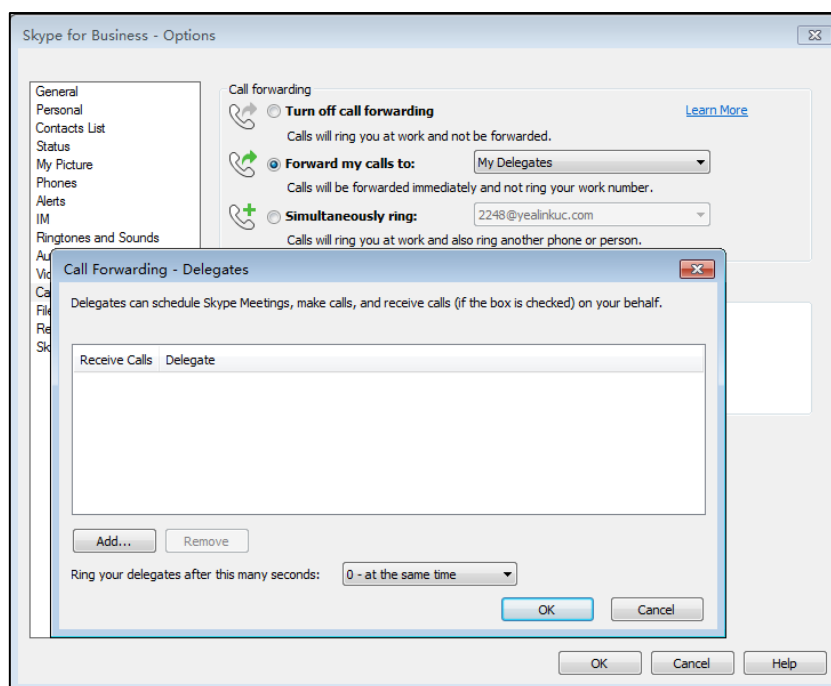 Skype for Business - Options
General
Personal
Contacts List
Status
My Picture
Phones
Alerts
IM
Ringtones and Sounds
Call forwarding
Turn off call forwarding
Learn More
Calls will ring you at work and not be forwarded.
Forward my calls to:
My Delegates
Calls will be forwarded immediately and not ring your work number.
Simultaneously ring:
2248@yealinkuc.com
Calls will ring you at work and also ring another phone or person.
Call Forwarding - Delegates
Delegates can schedule Skype Meetings, make calls, and receive calls (if the box is checked) on your behalf.
Receive Calls Delegate
Add... Remove
Ring your delegates after this many seconds: 0 - at the same time
OK Cancel
OK Cancel Help